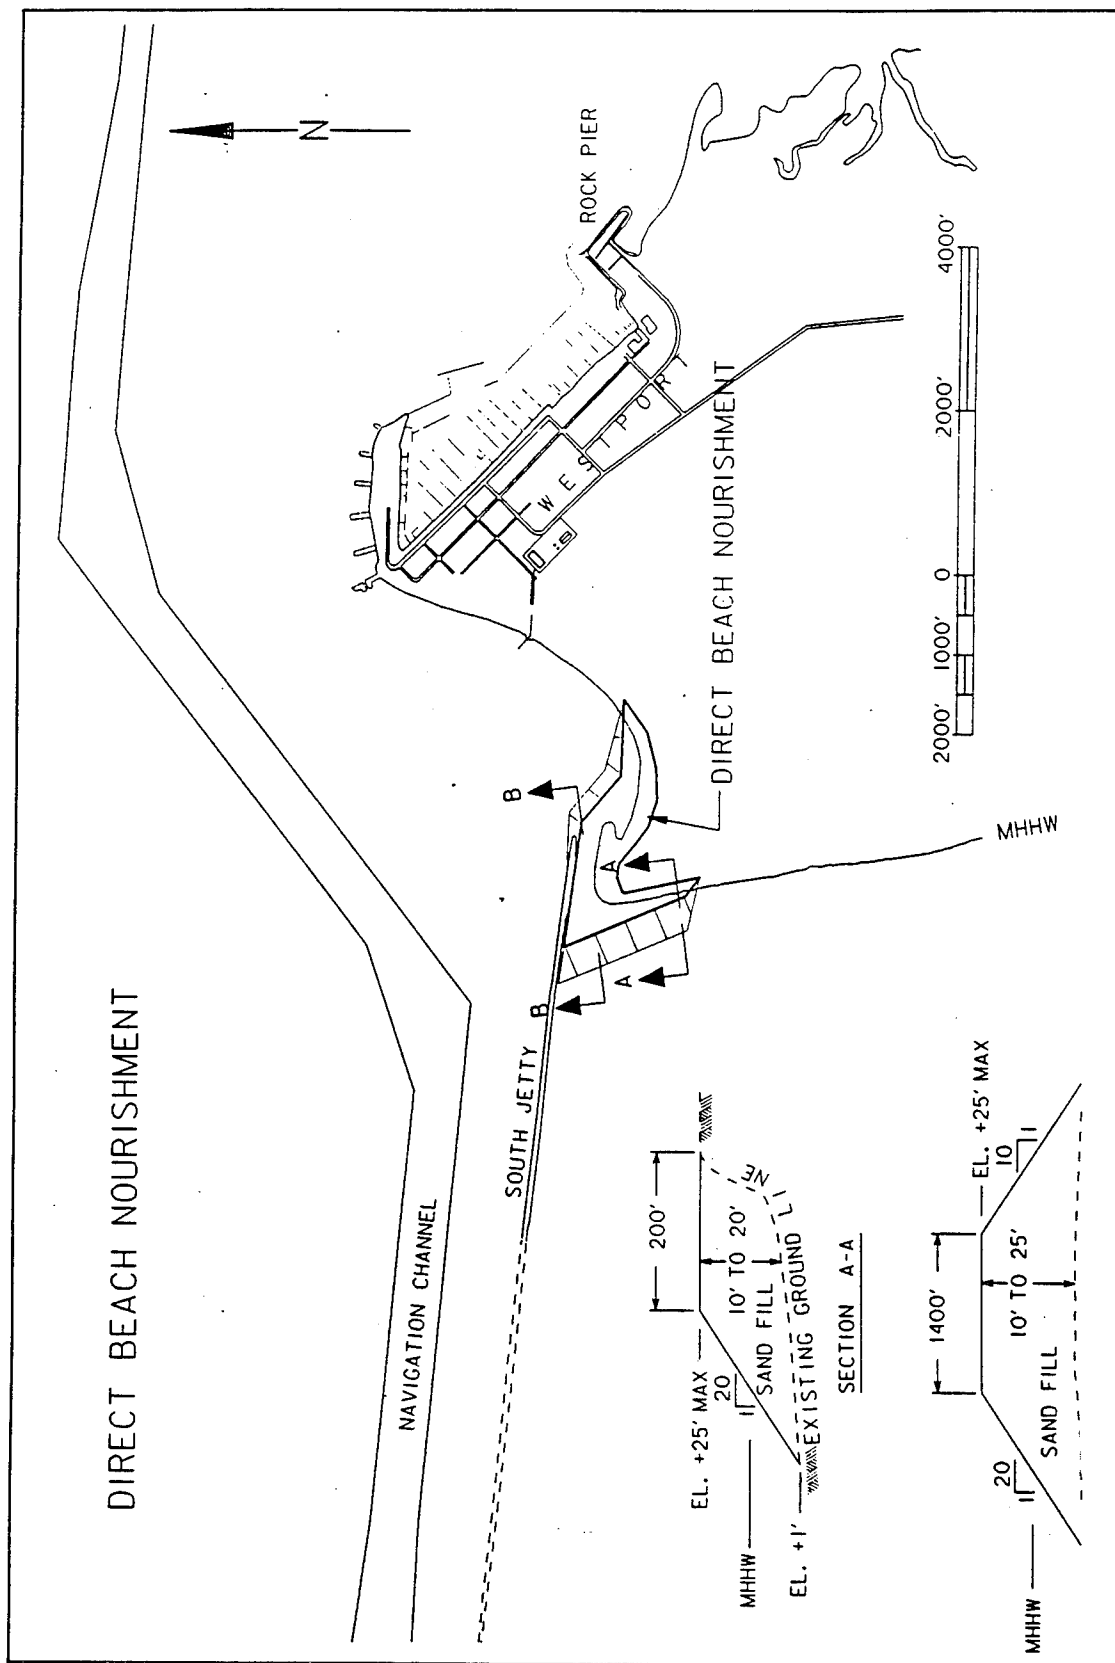 DIRECT BEACH NOURISHMENT
NAVIGATION CHANNEL
N
SOUTH JETTY
ROCK PIER
WESTPORT
B
B
A
A
DIRECT BEACH NOURISHMENT
MHHW
2000' 1000' 0 2000' 4000'
200'
EL. +25' MAX
20
1
10' TO 20'
SAND FILL
MHHW
EL. +1'
EXISTING GROUND LINE
SECTION A-A
1400'
EL. +25' MAX
20
1
10
1
10' TO 25'
SAND FILL
MHHW